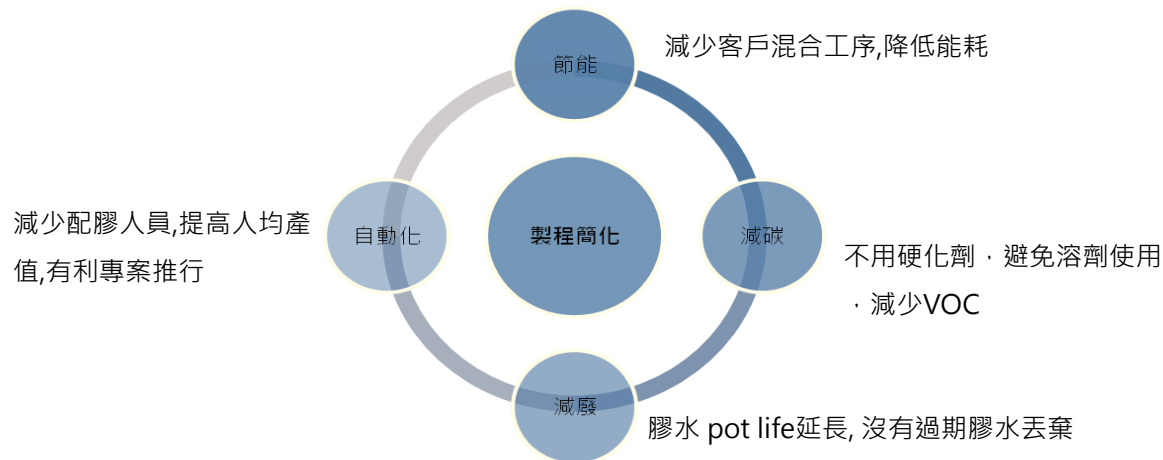 節能
減少客戶混合工序,降低能耗
減少配膠人員,提高人均產
值,有利專案推行
自動化
製程簡化
減碳
不用硬化劑，避免溶劑使用
，減少VOC
減廢
膠水 pot life延長, 沒有過期膠水丟棄